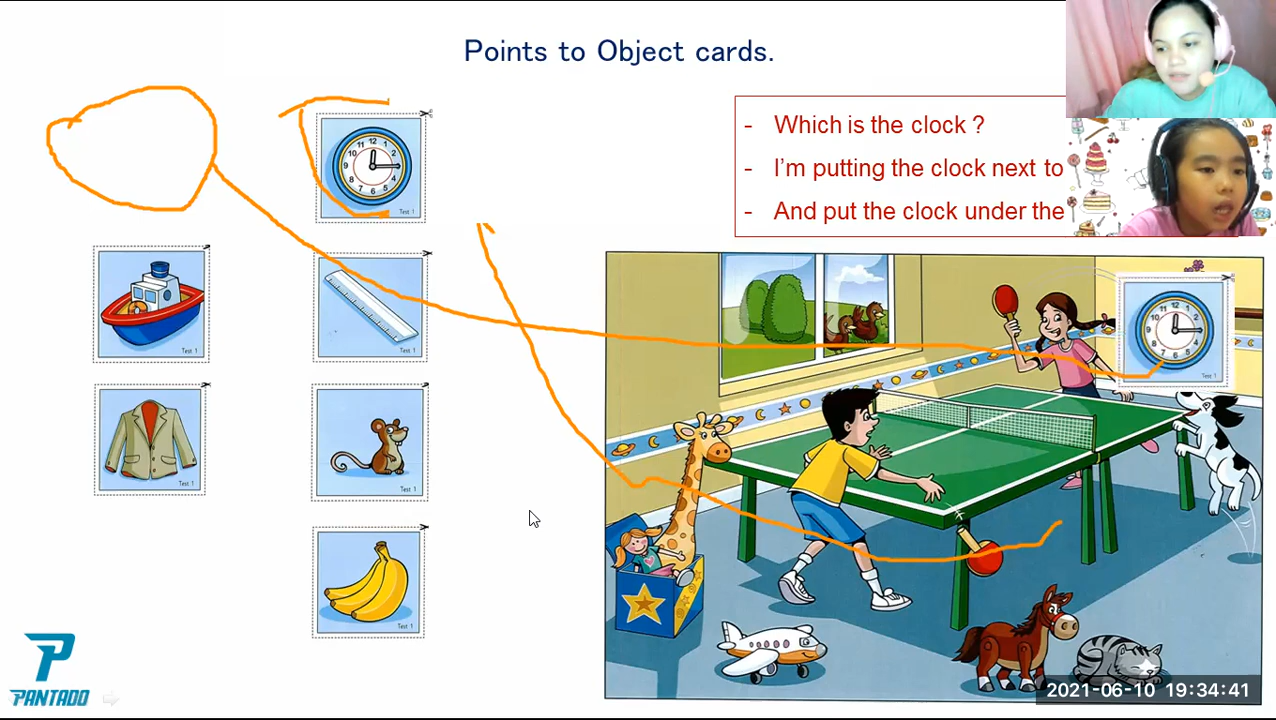 Points to Object cards.
- Which is the clock ?
- I'm putting the clock next to
- And put the clock under the
Test 1
Test 1
Test 1
Test 1
Test 1
Test 1
Test 1
PANTADO
2021-06-10 19:34:41